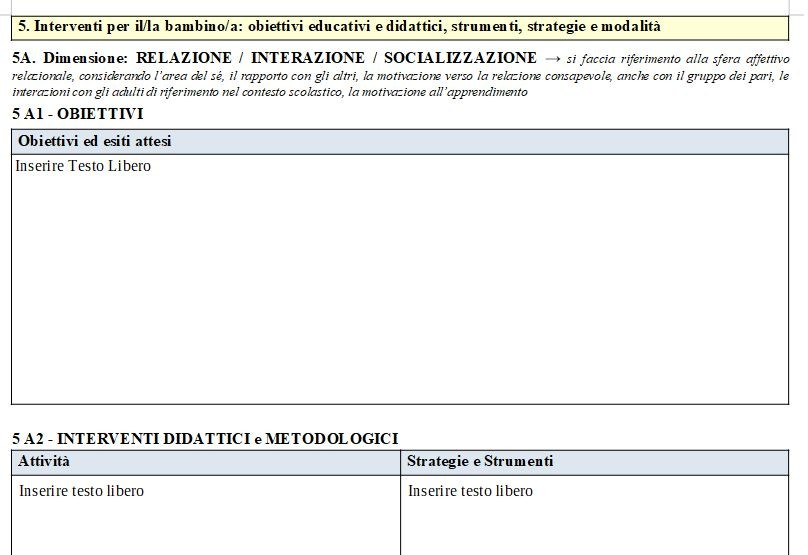 5. Interventi per il/la bambino/a: obiettivi educativi e didattici, strumenti, strategie e modalità
5A. Dimensione: RELAZIONE / INTERAZIONE / SOCIALIZZAZIONE → si faccia riferimento alla sfera affettivo
relazionale, considerando l'area del sé, il rapporto con gli altri, la motivazione verso la relazione consapevole, anche con il gruppo dei pari, le
interazioni con gli adulti di riferimento nel contesto scolastico, la motivazione all'apprendimento
5 A1 - OBIETTIVI
Obiettivi ed esiti attesi
Inserire Testo Libero
5 A2 - INTERVENTI DIDATTICI e METODOLOGICI
Attività
Strategie e Strumenti
Inserire testo libero
Inserire testo libero